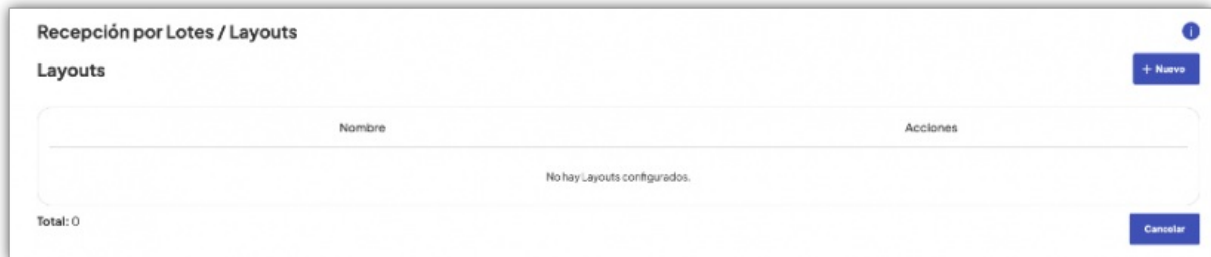 Recepción por Lotes / Layouts
i
Layouts
+ Nuevo
Nombre Acciones
No hay Layouts configurados.
Total: 0
Cancelar